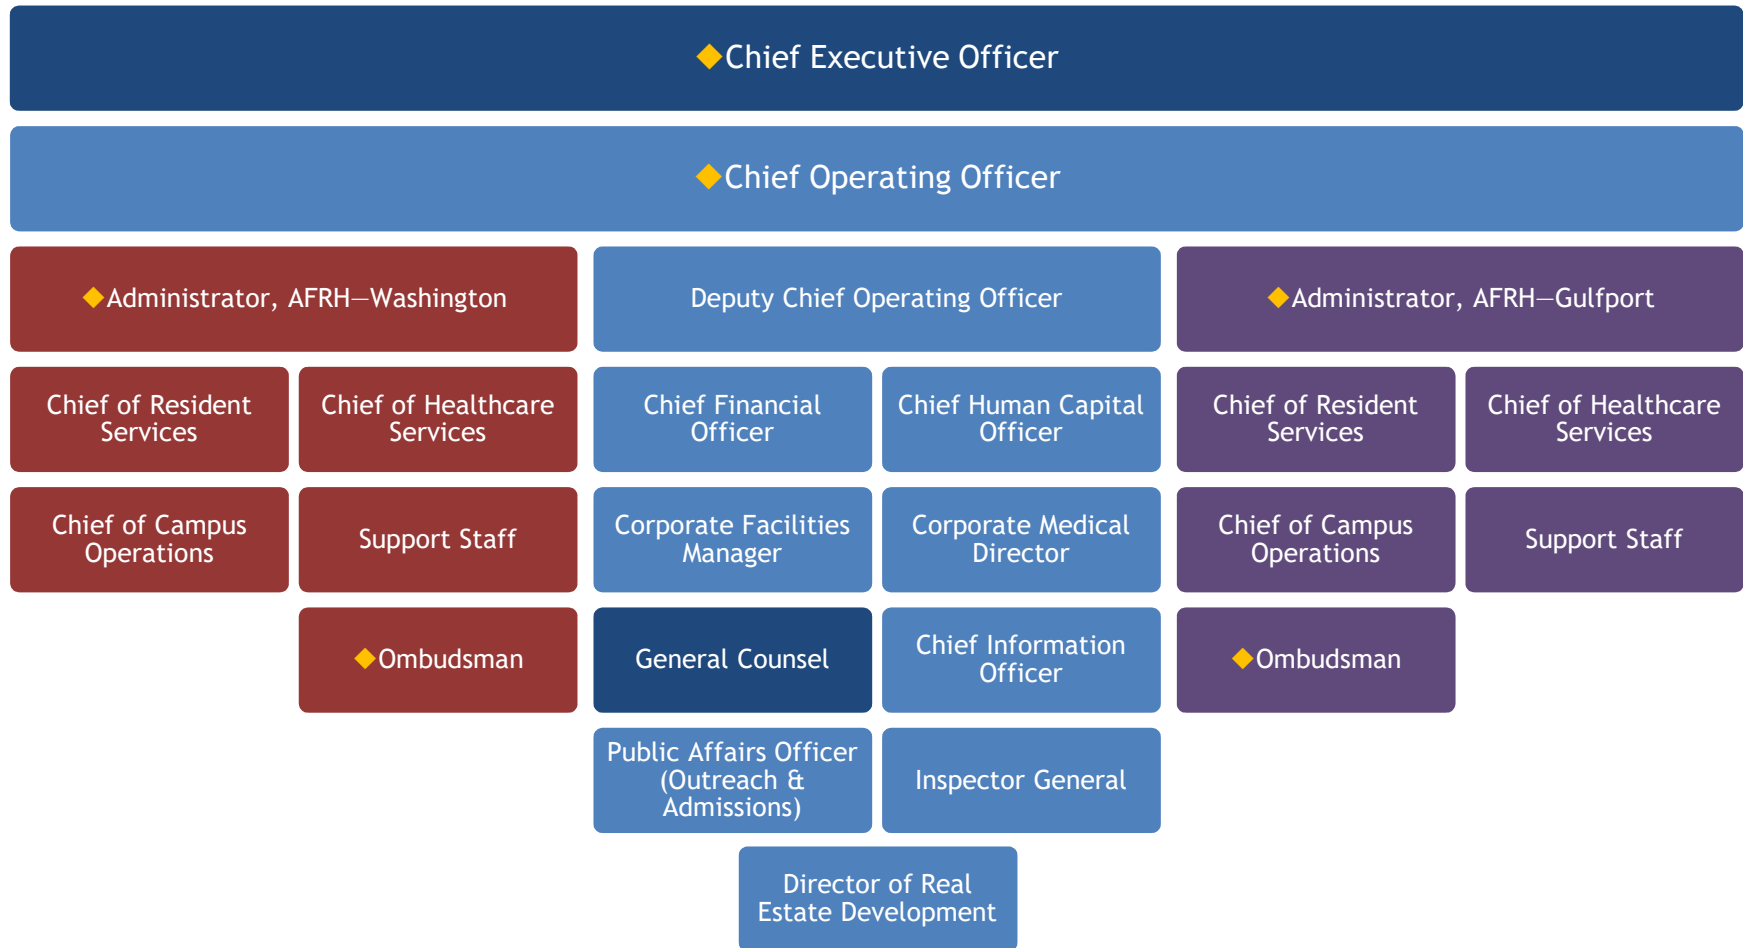 ◆Chief Executive Officer
◆Chief Operating Officer
◆Administrator, AFRH—Washington
Deputy Chief Operating Officer
◆Administrator, AFRH—Gulfport
Chief of Resident
Services
Chief of Healthcare
Services
Chief Financial
Officer
Chief Human Capital
Officer
Chief of Resident
Services
Chief of Healthcare
Services
Chief of Campus
Operations
Support Staff
Corporate Facilities
Manager
Corporate Medical
Director
Chief of Campus
Operations
Support Staff
◆Ombudsman
General Counsel
Chief Information
Officer
◆Ombudsman
Public Affairs Officer
(Outreach &
Admissions)
Inspector General
Director of Real
Estate Development